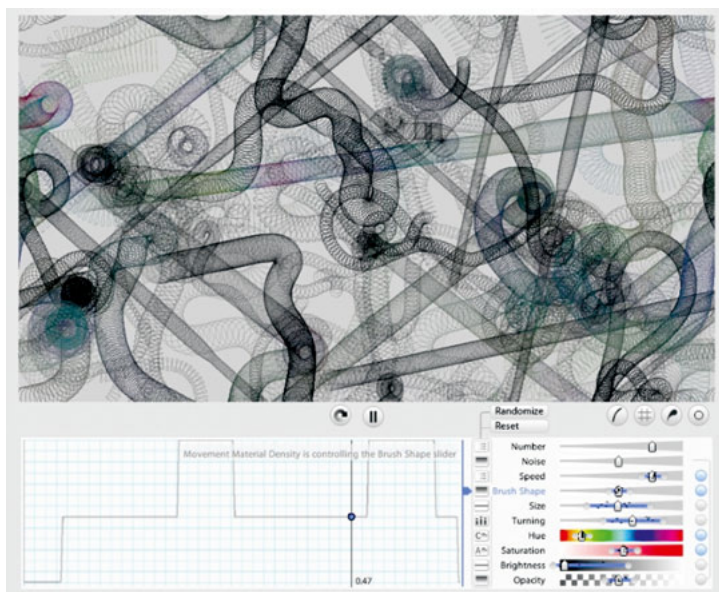 Randomize
Reset
Movement Material Density is controlling the Brush Shape slider
0.47
Number
Noise
Speed
Brush Shape
Size
Turning
Hue
Saturation
Brightness
Opacity